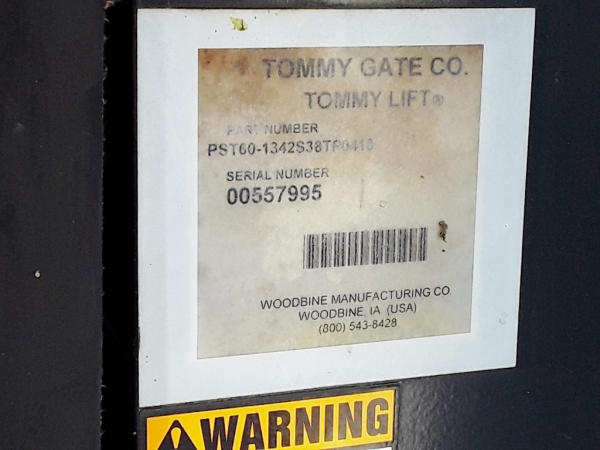 TOMMY GATE CO.
TOMMY LIFT®
PART NUMBER
PST60-1342S38TP0418
SERIAL NUMBER
00557995
WOODBINE MANUFACTURING CO
WOODBINE, IA (USA)
(800) 543-8428
WARNING